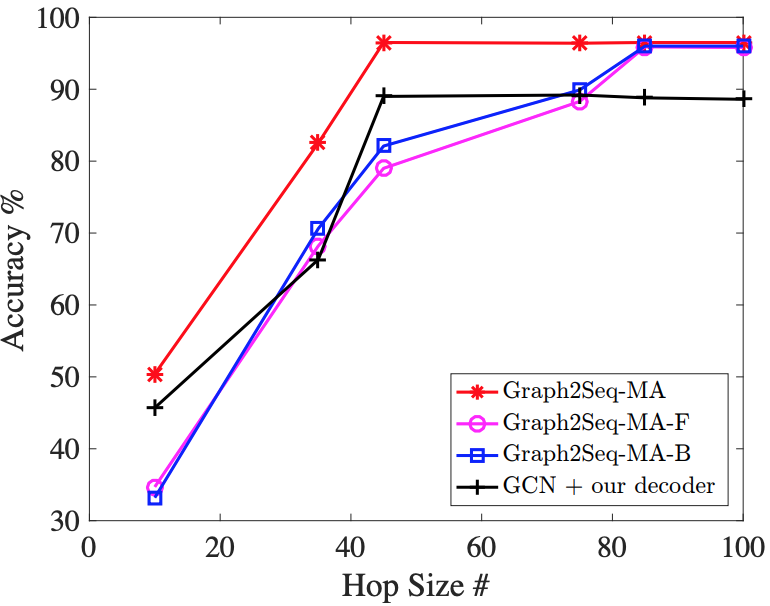 100
90
80
70
60
50
40
30
Accuracy %
0 20 40 60 80 100
Hop Size #
Graph2Seq-MA
Graph2Seq-MA-F
Graph2Seq-MA-B
GCN + our decoder